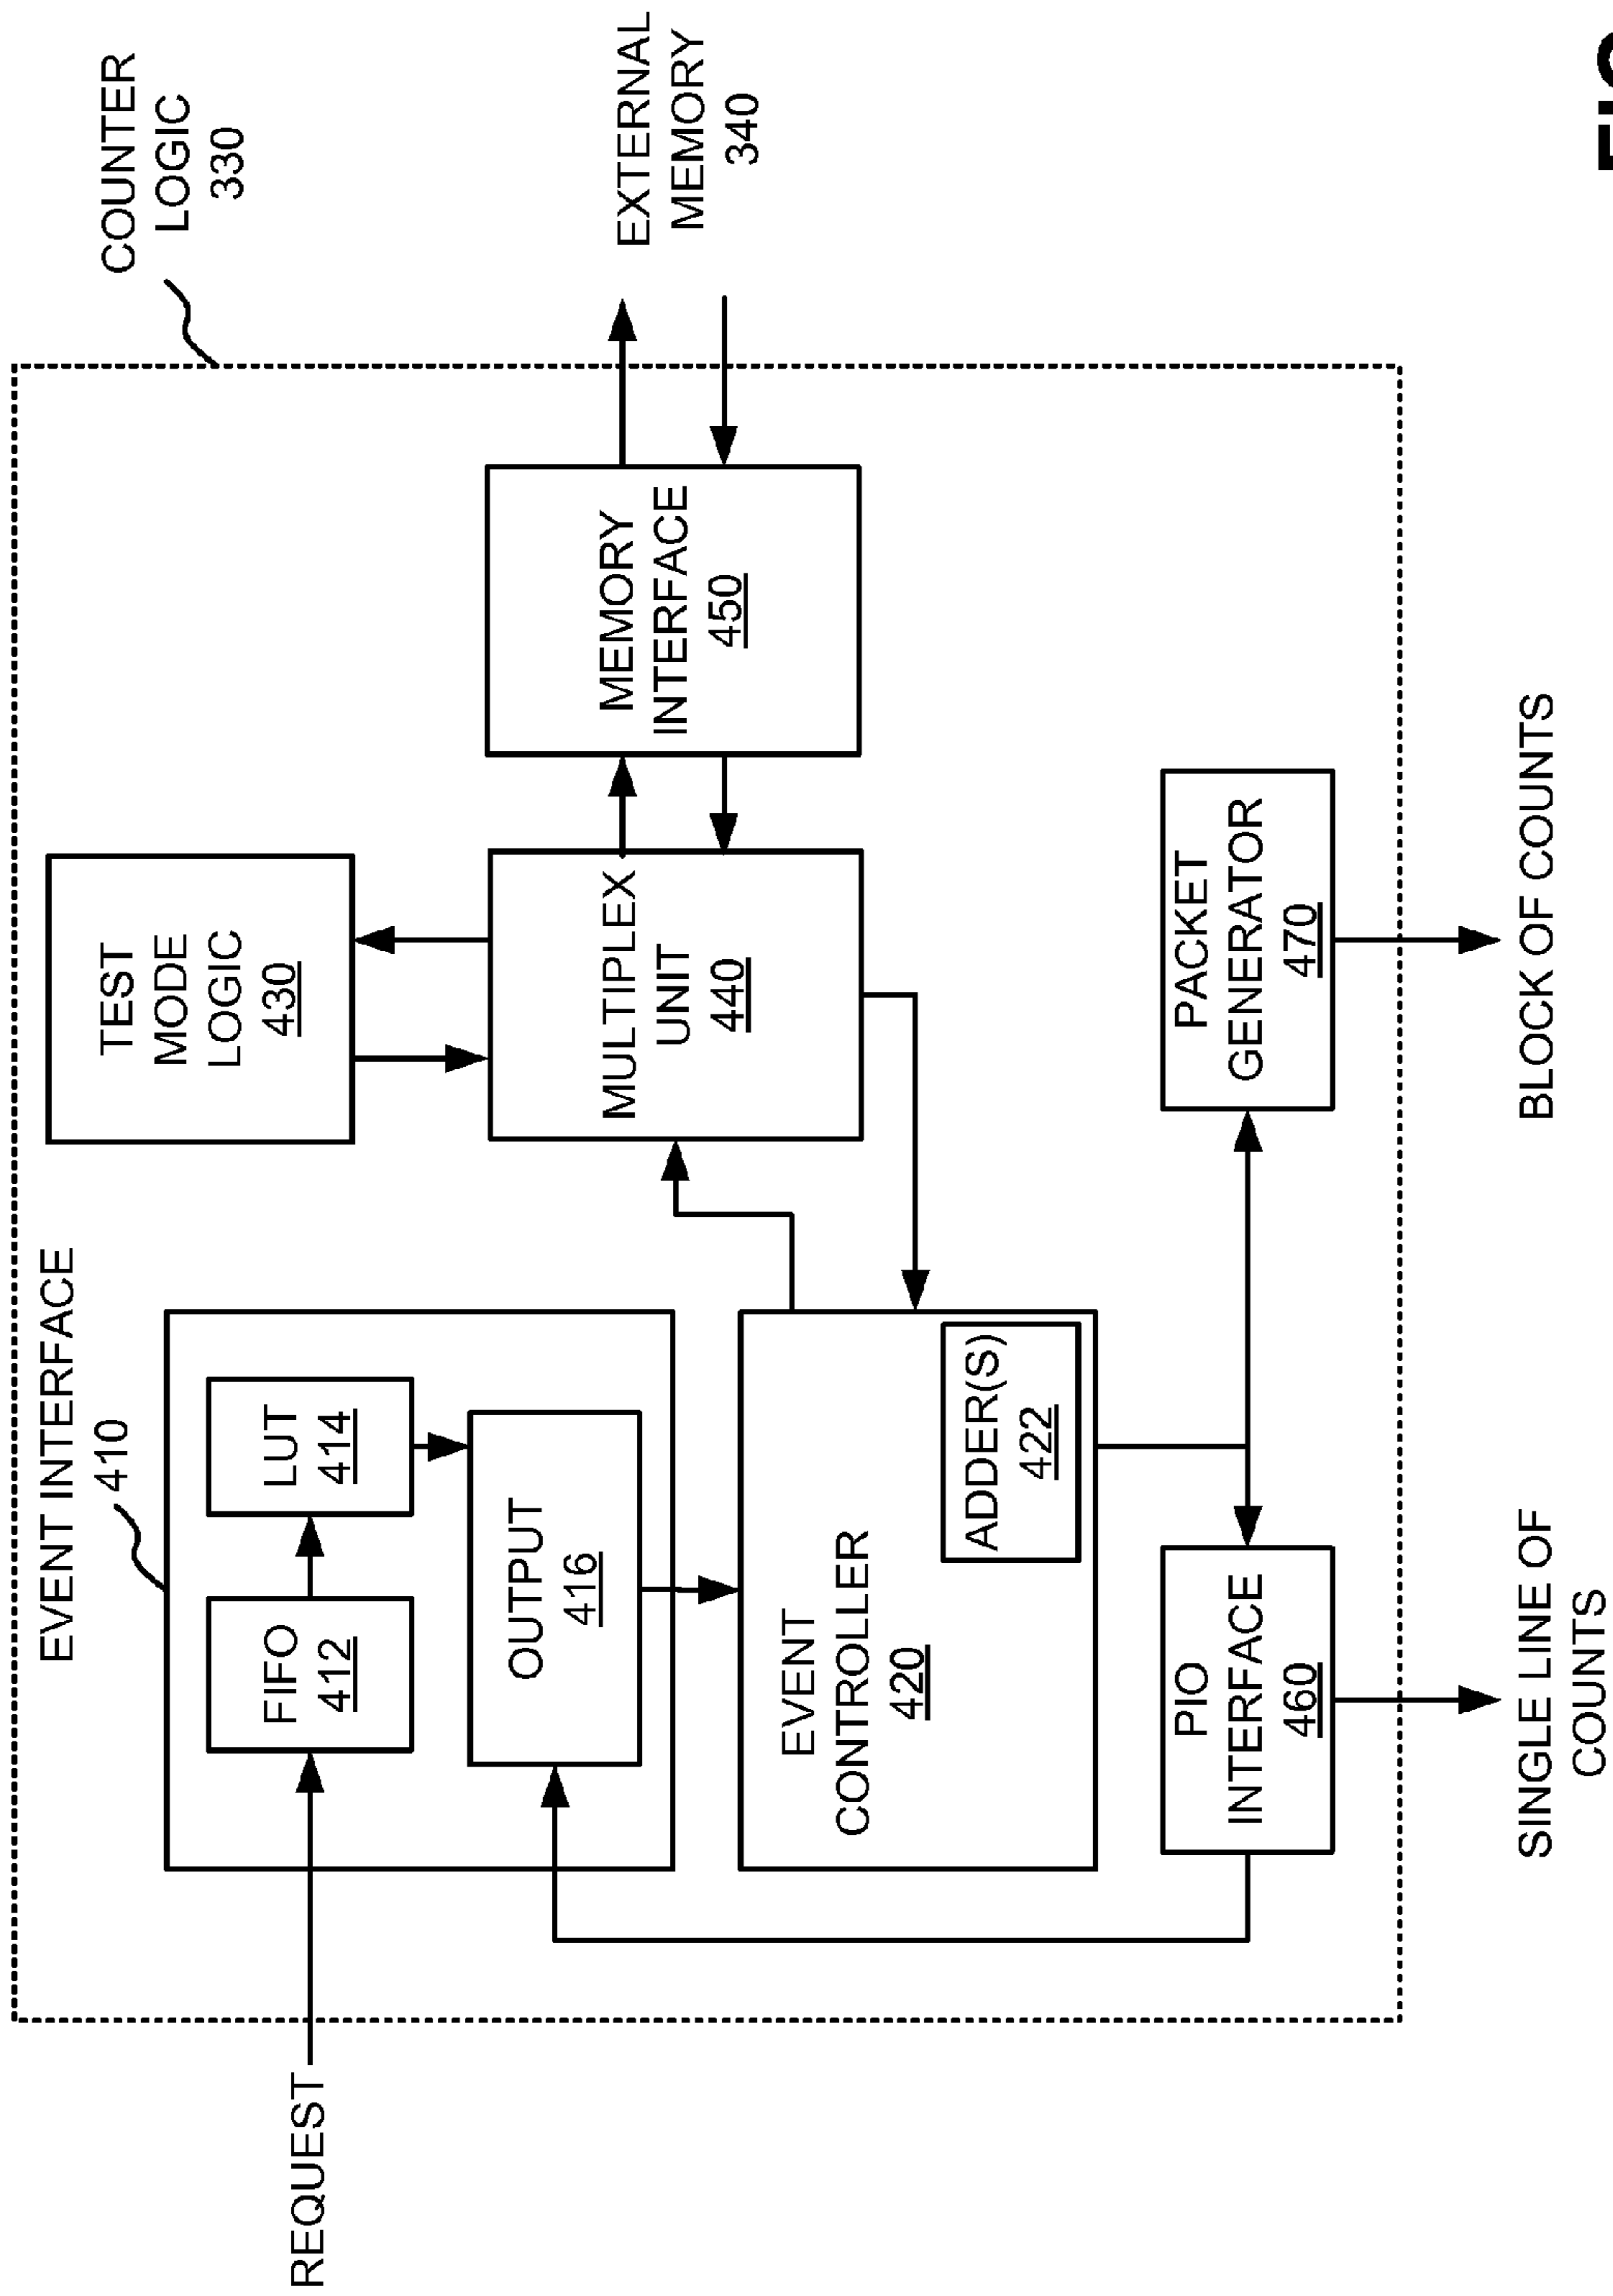 COUNTER
LOGIC
330
EVENT INTERFACE
410
TEST
MODE
LOGIC
430
REQUEST
FIFO
412
LUT
414
OUTPUT
416
MULTIPLEX
UNIT
440
MEMORY
INTERFACE
450
EXTERNAL
MEMORY
340
EVENT
CONTROLLER
420
ADDER(S)
422
PIO
INTERFACE
460
PACKET
GENERATOR
470
SINGLE LINE OF
COUNTS
BLOCK OF COUNTS